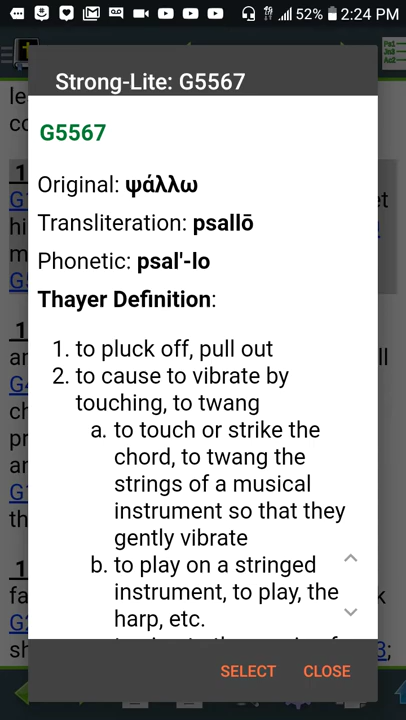 52% 2:24 PM
Strong-Lite: G5567
G5567
Original: ψάλλω
Transliteration: psallō
Phonetic: psal'-lo
Thayer Definition:
1. to pluck off, pull out
2. to cause to vibrate by
touching, to twang
a. to touch or strike the
chord, to twang the
strings of a musical
instrument so that they
gently vibrate
b. to play on a stringed
instrument, to play, the
harp, etc.
SELECT CLOSE